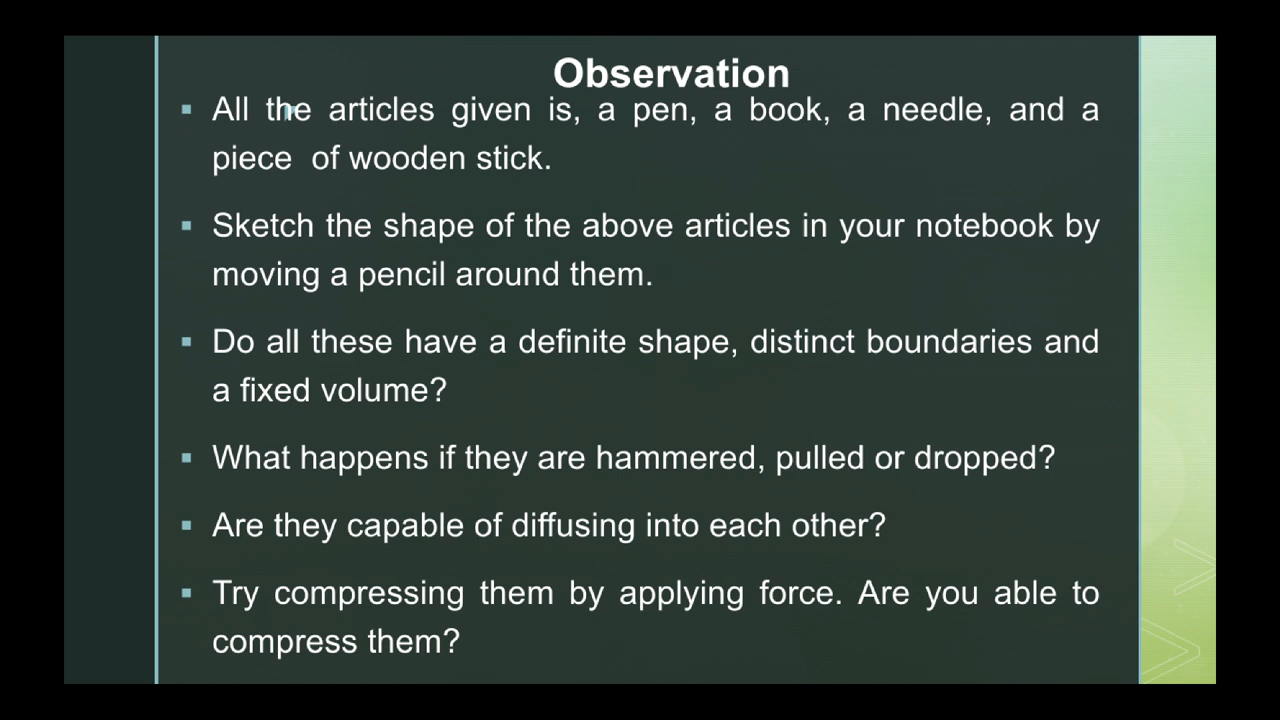 Observation
▪ All the articles given is, a pen, a book, a needle, and a
piece of wooden stick.
▪ Sketch the shape of the above articles in your notebook by
moving a pencil around them.
▪ Do all these have a definite shape, distinct boundaries and
a fixed volume?
▪ What happens if they are hammered, pulled or dropped?
▪ Are they capable of diffusing into each other?
▪ Try compressing them by applying force. Are you able to
compress them?